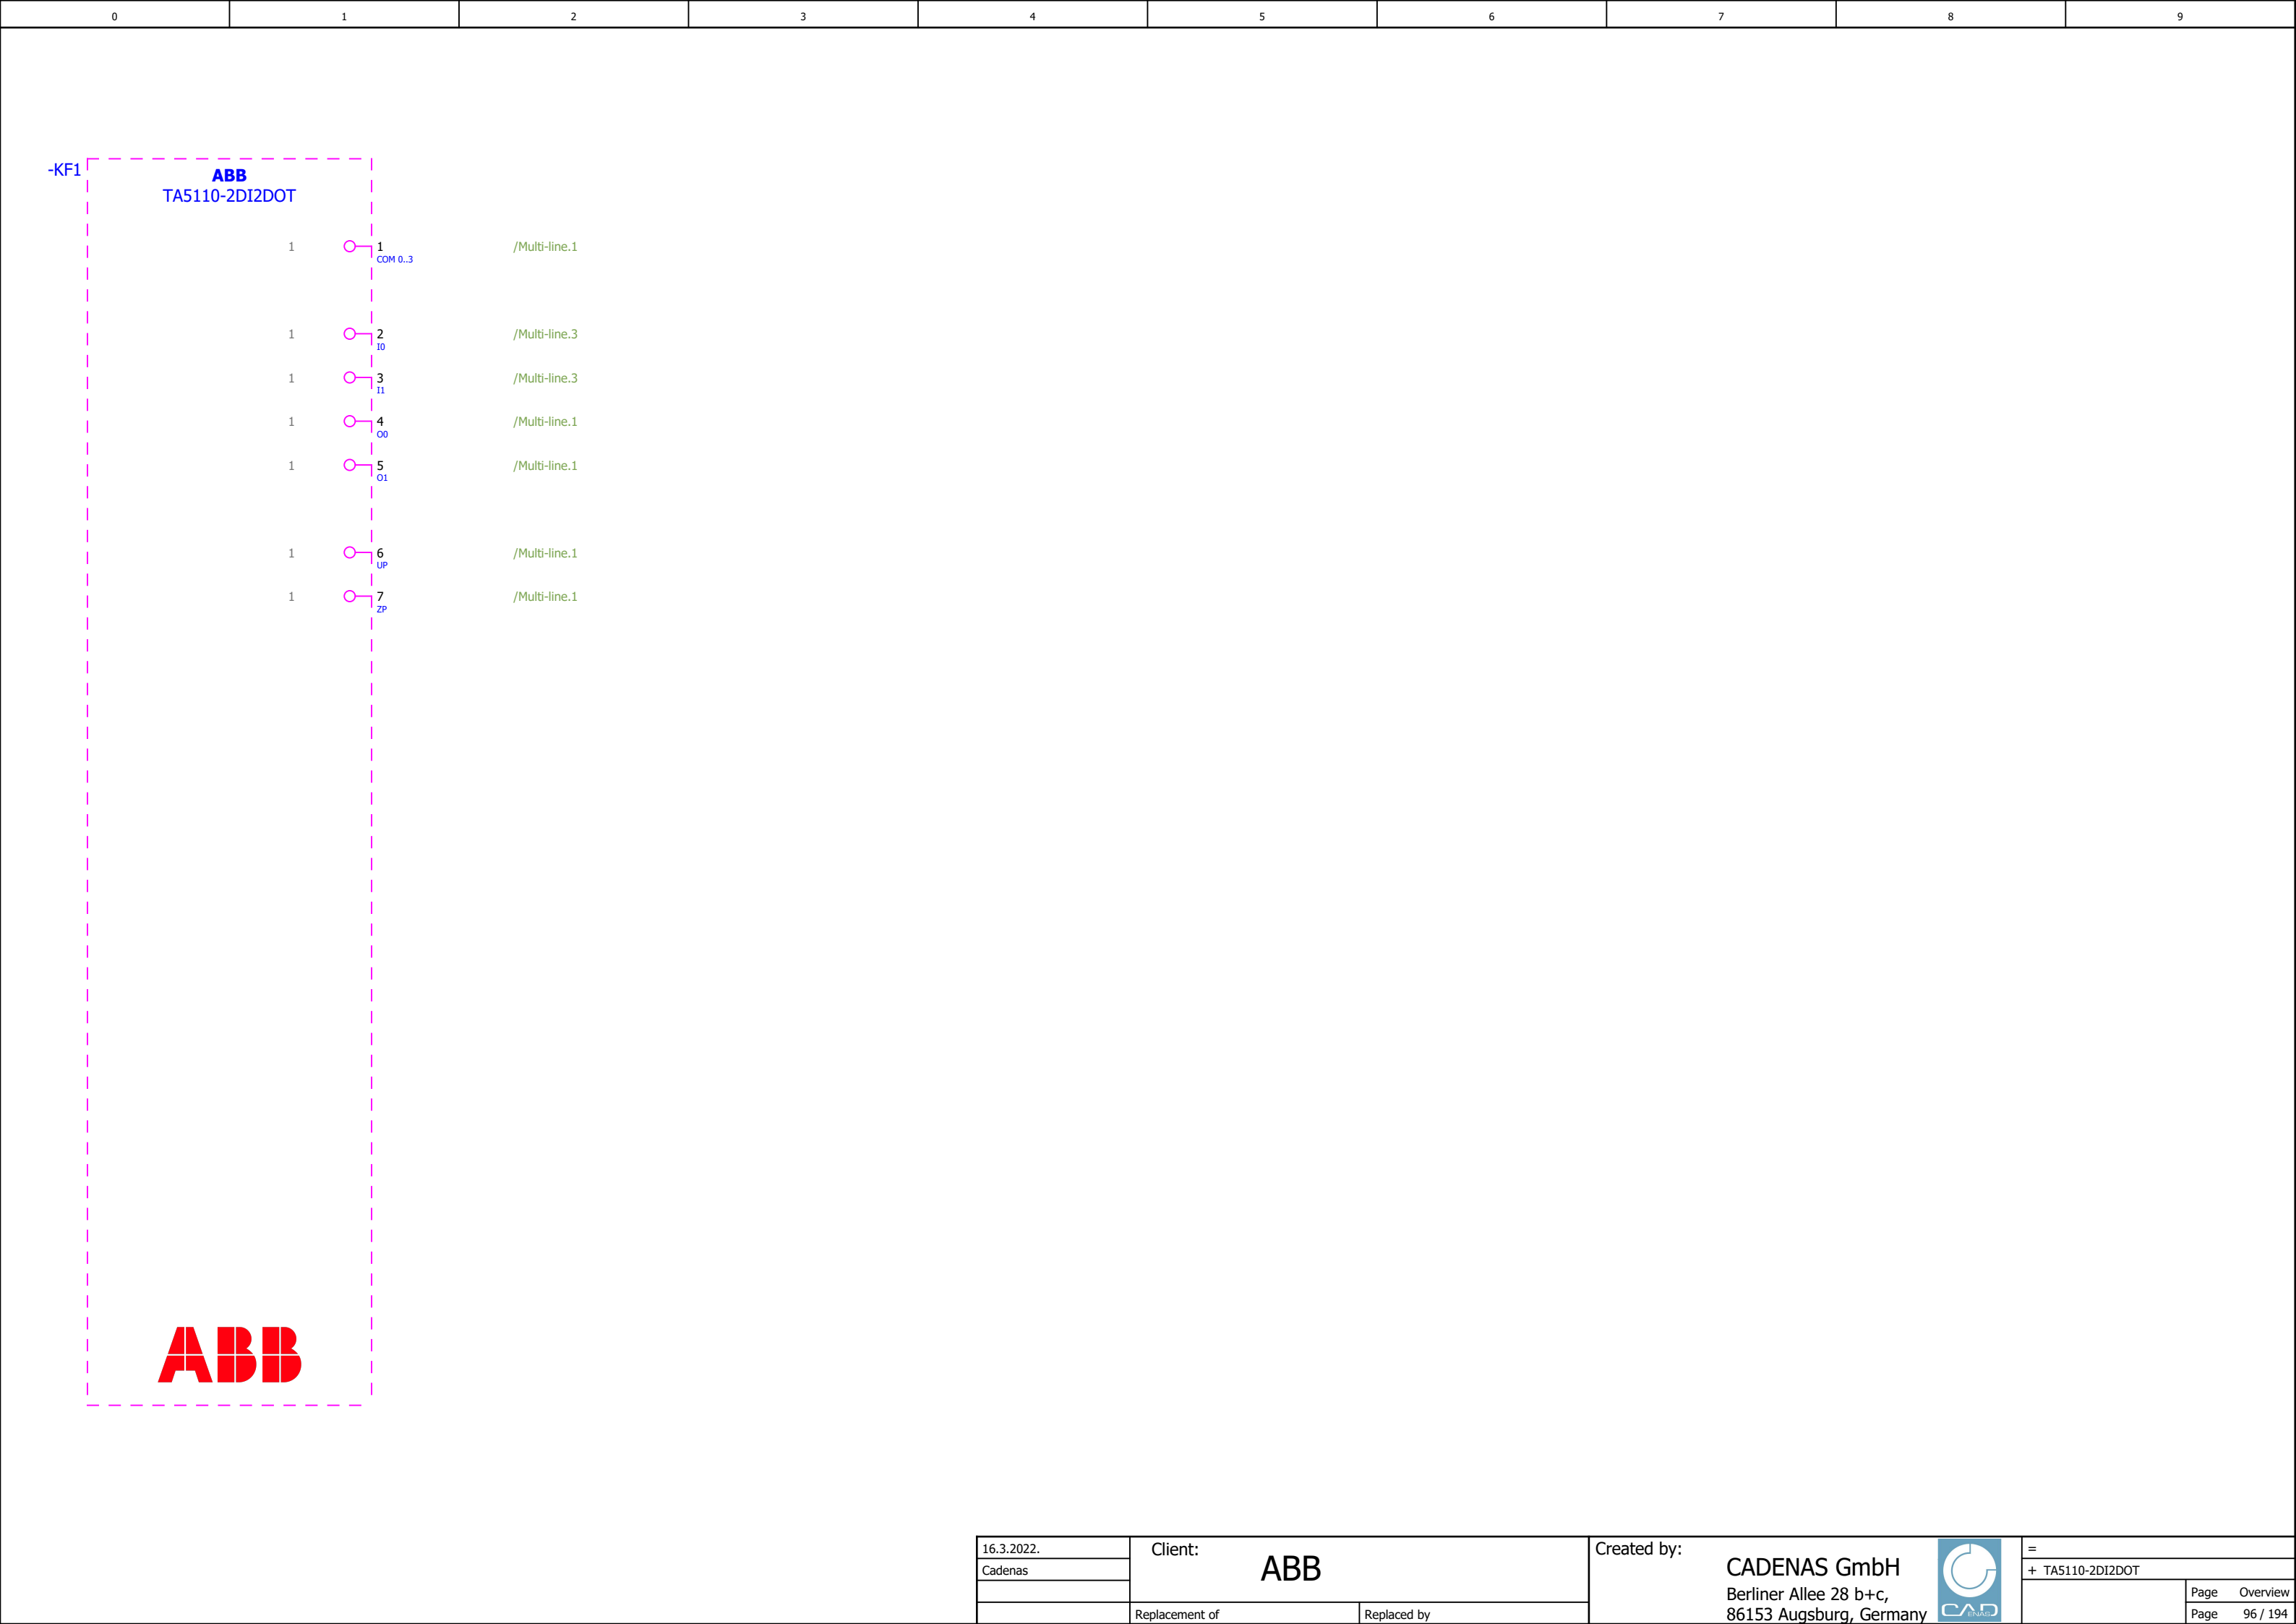 0 1 2 3 4 5 6 7 8 9
-KF1
ABB
TA5110-2DI2DOT
1 1 /Multi-line.1
COM 0..3
1 2 /Multi-line.3
I0
1 3 /Multi-line.3
I1
1 4 /Multi-line.1
O0
1 5 /Multi-line.1
O1
1 6 /Multi-line.1
UP
1 7 /Multi-line.1
ZP
ABB
16.3.2022.
Cadenas
Client:
ABB
Replacement of
Replaced by
Created by:
CADENAS GmbH
Berliner Allee 28 b+c,
86153 Augsburg, Germany
CADENAS
=
+ TA5110-2DI2DOT
Page Overview
Page 96 / 194